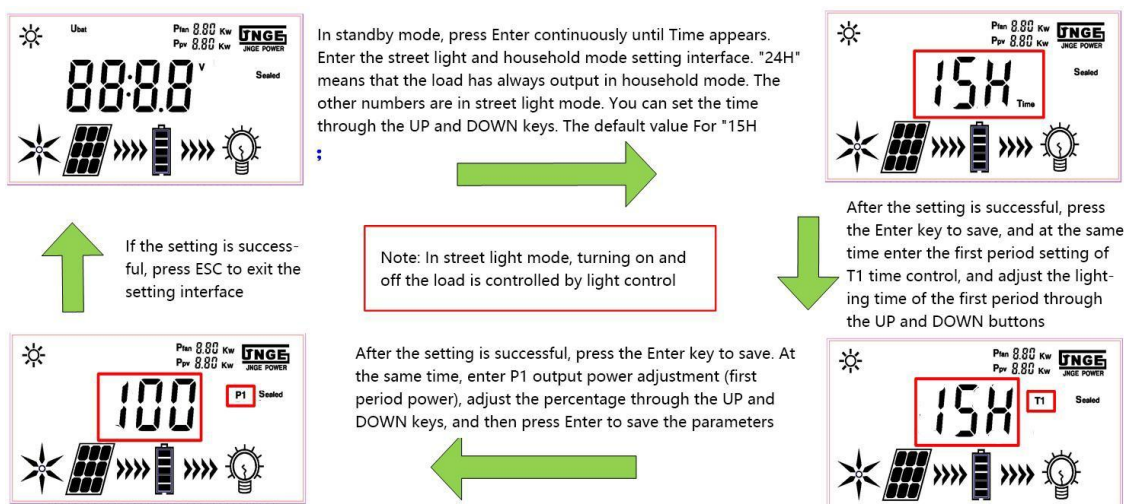 Ubat
Pfan 8.80 Kw
Ppv 8.80 Kw
JNGE
JNGE POWER
88:8.8 V
Sealed
In standby mode, press Enter continuously until Time appears.
Enter the street light and household mode setting interface. "24H"
means that the load has always output in household mode. The
other numbers are in street light mode. You can set the time
through the UP and DOWN keys. The default value For "15H
;
Pfan 8.80 Kw
Ppv 8.80 Kw
JNGE
JNGE POWER
15H Time
Sealed
After the setting is successful, press
the Enter key to save, and at the same
time enter the first period setting of
T1 time control, and adjust the light-
ing time of the first period through
the UP and DOWN buttons
If the setting is success-
ful, press ESC to exit the
setting interface
Note: In street light mode, turning on and
off the load is controlled by light control
Pfan 8.80 Kw
Ppv 8.80 Kw
JNGE
JNGE POWER
15H T1 Sealed
After the setting is successful, press the Enter key to save. At
the same time, enter P1 output power adjustment (first
period power), adjust the percentage through the UP and
DOWN keys, and then press Enter to save the parameters
Pfan 8.80 Kw
Ppv 8.80 Kw
JNGE
JNGE POWER
100 P1 Sealed